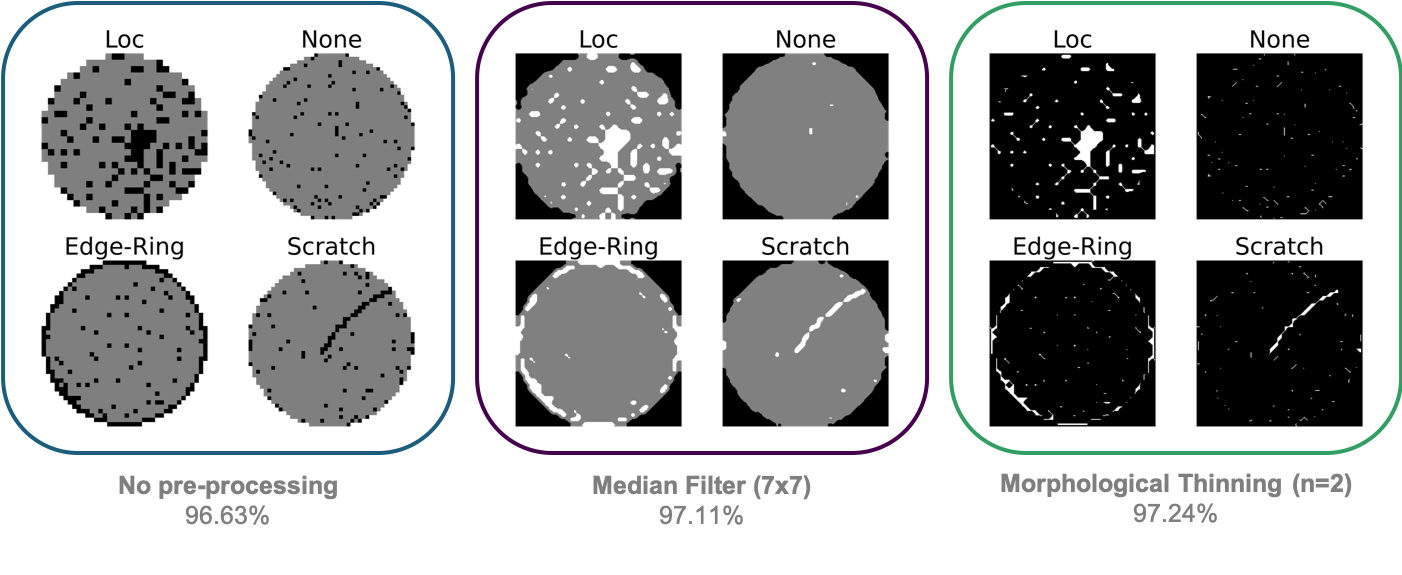 Loc
None
Edge-Ring
Scratch
No pre-processing
96.63%
Loc
None
Edge-Ring
Scratch
Median Filter (7x7)
97.11%
Loc
None
Edge-Ring
Scratch
Morphological Thinning (n=2)
97.24%